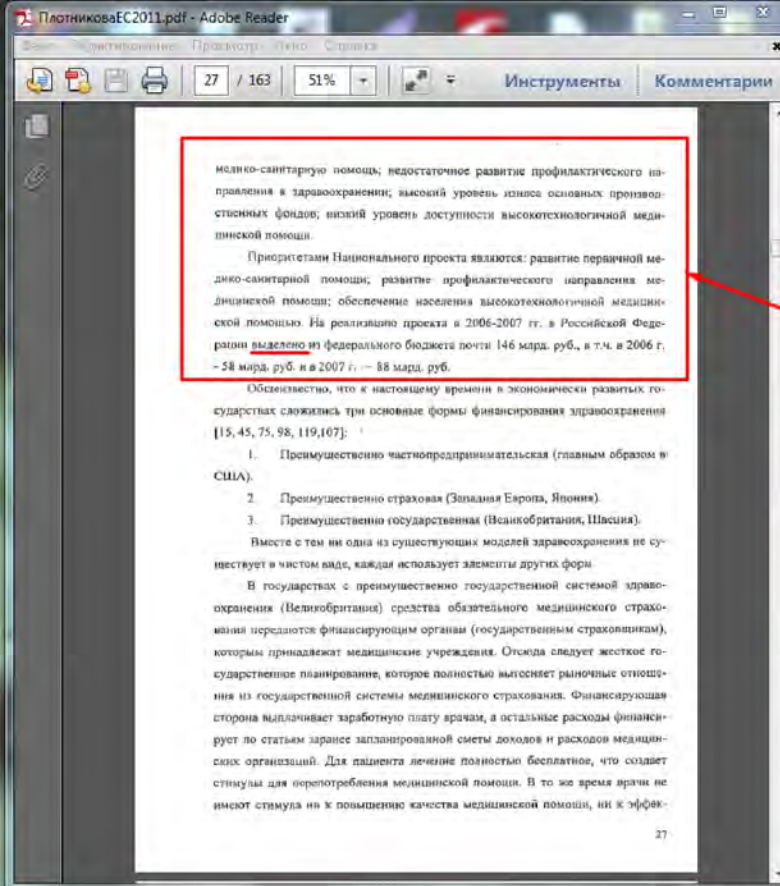 ПлотниковаЕС2011.pdf - Adobe Reader
Просмотр Окно Справка
27 / 163 51% Инструменты Комментарии
медико-санитарную помощь; недостаточное развитие профилактического на-
правления в здравоохранении; высокий уровень износа основных производ-
ственных фондов; низкий уровень доступности высокотехнологичной меди-
цинской помощи.
Приоритетами Национального проекта являются: развитие первичной ме-
дико-санитарной помощи; развитие профилактического направления ме-
дицинской помощи; обеспечение населения высокотехнологичной медицин-
ской помощью. На реализацию проекта в 2006-2007 гг. в Российской Феде-
рации выделено из федерального бюджета почти 146 млрд. руб., в т.ч. в 2006 г.
- 58 млрд. руб. и в 2007 г. – 88 млрд. руб.
Общеизвестно, что к настоящему времени в экономически развитых го-
сударствах сложились три основные формы финансирования здравоохранения
[15, 45, 75, 98, 119,107]:
1. Преимущественно частнопредпринимательская (главным образом в
США).
2. Преимущественно страховая (Западная Европа, Япония).
3. Преимущественно государственная (Великобритания, Швеция).
Вместе с тем ни одна из существующих моделей здравоохранения не су-
ществует в чистом виде, каждая использует элементы других форм.
В государствах с преимущественно государственной системой здраво-
охранения (Великобритания) средства обязательного медицинского страхо-
вания передаются финансирующим органам (государственным страховщикам),
которым принадлежат медицинские учреждения. Отсюда следует жесткое го-
сударственное планирование, которое полностью вытесняет рыночные отноше-
ния из государственной системы медицинского страхования. Финансирующая
сторона выплачивает заработную плату врачам, а остальные расходы финанси-
рует по статьям заранее запланированной сметы доходов и расходов медицин-
ских организаций. Для пациента лечение полностью бесплатное, что создает
стимулы для перепотребления медицинской помощи. В то же время врачи не
имеют стимула ни к повышению качества медицинской помощи, ни к эффек-
27